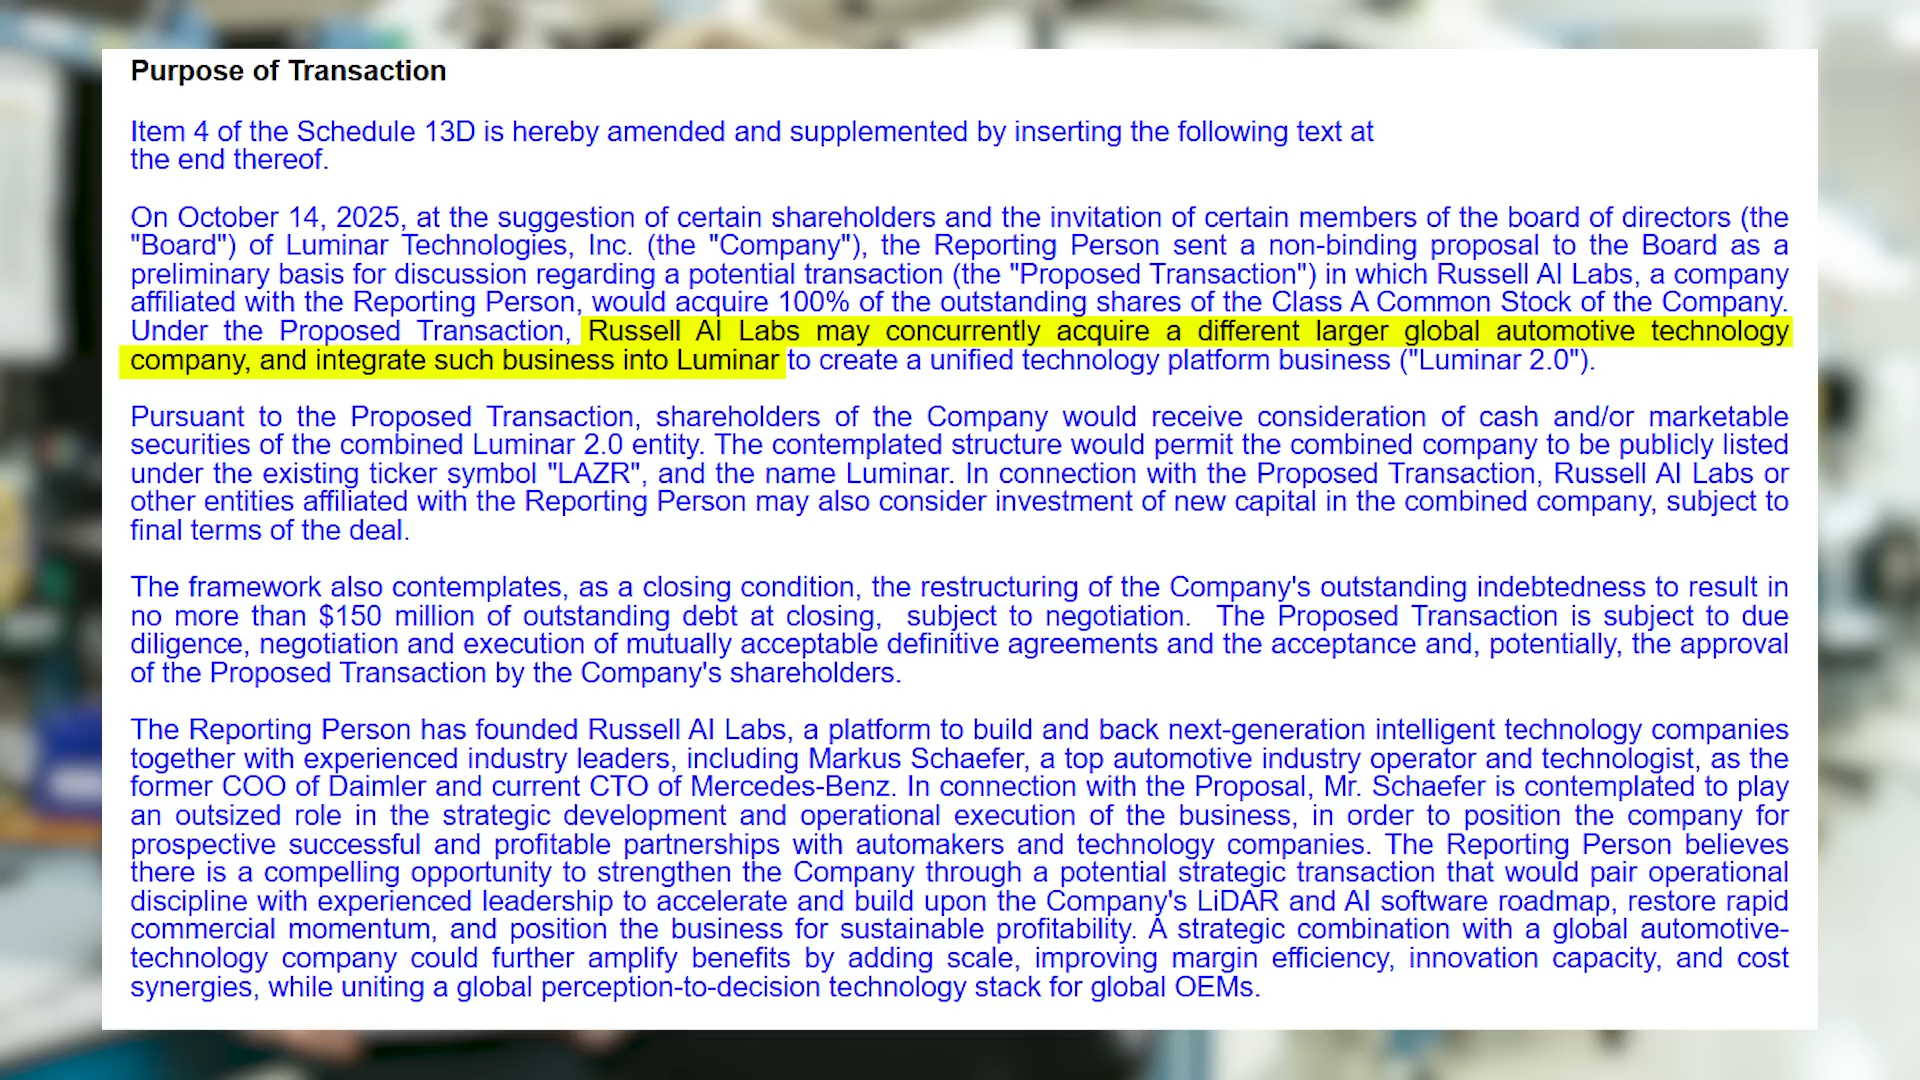 Purpose of Transaction
Item 4 of the Schedule 13D is hereby amended and supplemented by inserting the following text at
the end thereof.
On October 14, 2025, at the suggestion of certain shareholders and the invitation of certain members of the board of directors (the
"Board") of Luminar Technologies, Inc. (the "Company"), the Reporting Person sent a non-binding proposal to the Board as a
preliminary basis for discussion regarding a potential transaction (the "Proposed Transaction") in which Russell AI Labs, a company
affiliated with the Reporting Person, would acquire 100% of the outstanding shares of the Class A Common Stock of the Company.
Under the Proposed Transaction, Russell AI Labs may concurrently acquire a different larger global automotive technology
company, and integrate such business into Luminar to create a unified technology platform business ("Luminar 2.0").
Pursuant to the Proposed Transaction, shareholders of the Company would receive consideration of cash and/or marketable
securities of the combined Luminar 2.0 entity. The contemplated structure would permit the combined company to be publicly listed
under the existing ticker symbol "LAZR", and the name Luminar. In connection with the Proposed Transaction, Russell AI Labs or
other entities affiliated with the Reporting Person may also consider investment of new capital in the combined company, subject to
final terms of the deal.
The framework also contemplates, as a closing condition, the restructuring of the Company's outstanding indebtedness to result in
no more than $150 million of outstanding debt at closing, subject to negotiation. The Proposed Transaction is subject to due
diligence, negotiation and execution of mutually acceptable definitive agreements and the acceptance and, potentially, the approval
of the Proposed Transaction by the Company's shareholders.
The Reporting Person has founded Russell AI Labs, a platform to build and back next-generation intelligent technology companies
together with experienced industry leaders, including Markus Schaefer, a top automotive industry operator and technologist, as the
former COO of Daimler and current CTO of Mercedes-Benz. In connection with the Proposal, Mr. Schaefer is contemplated to play
an outsized role in the strategic development and operational execution of the business, in order to position the company for
prospective successful and profitable partnerships with automakers and technology companies. The Reporting Person believes
there is a compelling opportunity to strengthen the Company through a potential strategic transaction that would pair operational
discipline with experienced leadership to accelerate and build upon the Company's LiDAR and AI software roadmap, restore rapid
commercial momentum, and position the business for sustainable profitability. A strategic combination with a global automotive-
technology company could further amplify benefits by adding scale, improving margin efficiency, innovation capacity, and cost
synergies, while uniting a global perception-to-decision technology stack for global OEMs.